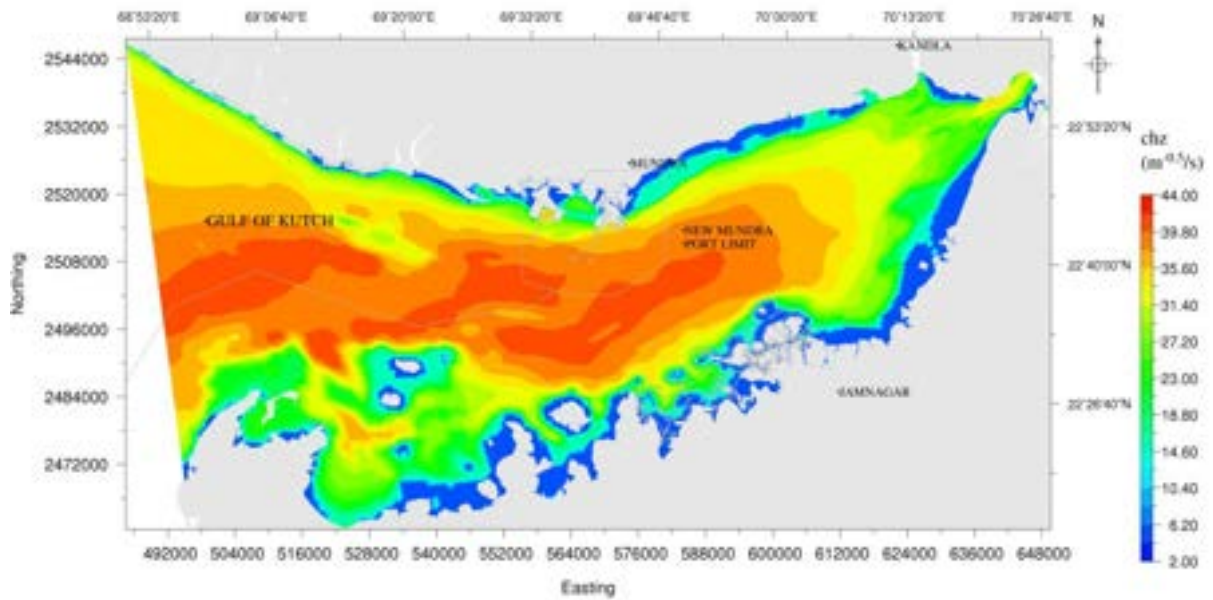 68°53'20"E 69°06'40"E 69°20'00"E 69°33'20"E 69°46'40"E 70°00'00"E 70°13'20"E 70°26'40"E
N
KANDLA
2544000
2532000
22°53'20"N
chz
(m^0.5/s)
MUNDRA
2520000
44.00
GULF OF KUTCH
NEW MUNDRA
39.80
PORT LIMIT
2508000
22°40'00"N
35.60
Northing
31.40
2496000
27.20
23.00
2484000
JAMNAGAR
22°26'40"N
18.80
14.60
2472000
10.40
6.20
2.00
492000 504000 516000 528000 540000 552000 564000 576000 588000 600000 612000 624000 636000 648000
Easting